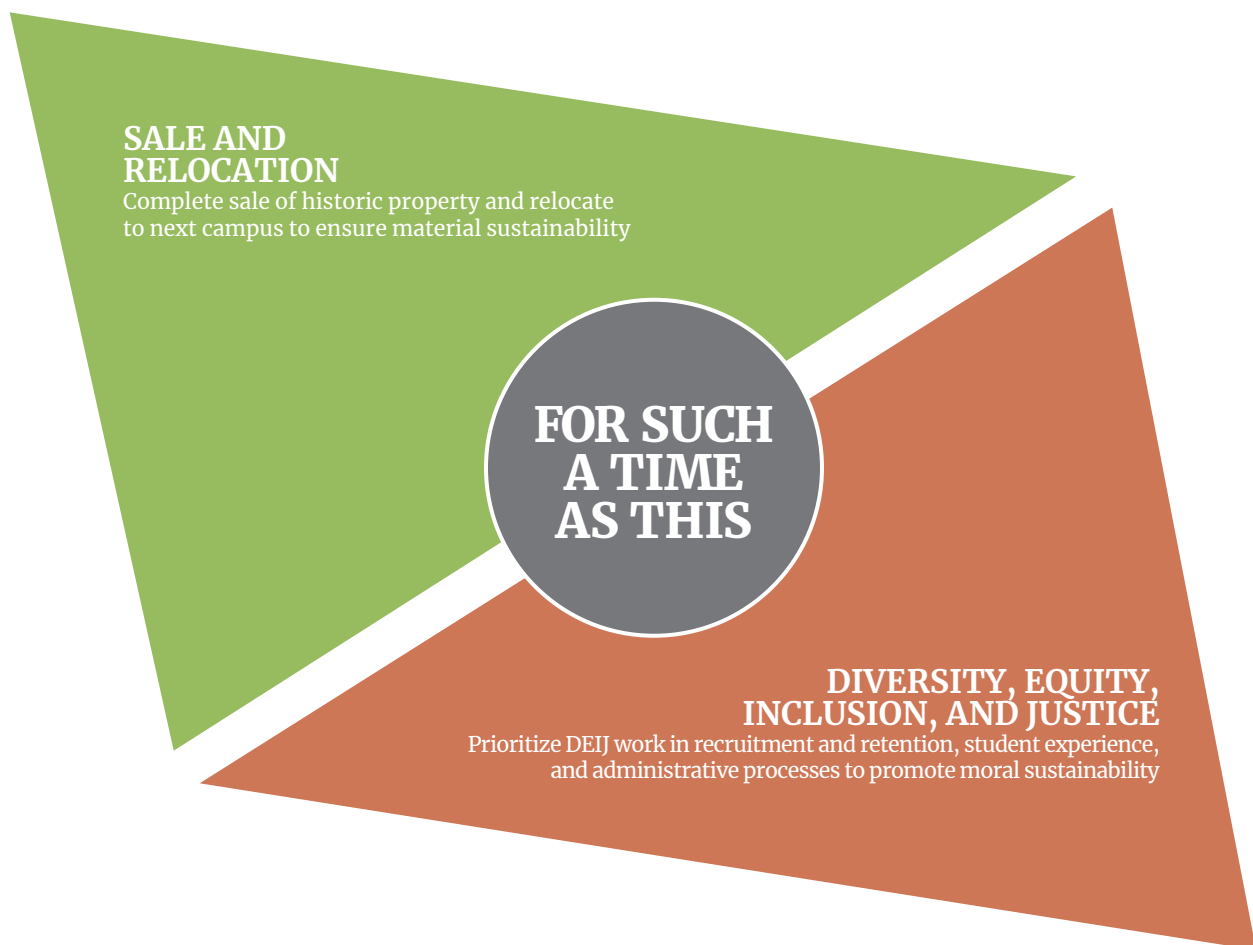 SALE AND
RELOCATION
Complete sale of historic property and relocate
to next campus to ensure material sustainability
FOR SUCH
A TIME
AS THIS
DIVERSITY, EQUITY,
INCLUSION, AND JUSTICE
Prioritize DEIJ work in recruitment and retention, student experience,
and administrative processes to promote moral sustainability